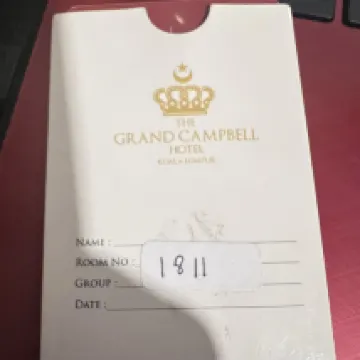 THE
GRAND CAMPBELL
HOTEL
KUALA LUMPUR
NAME :
ROOM NO : 1811
GROUP :
DATE :